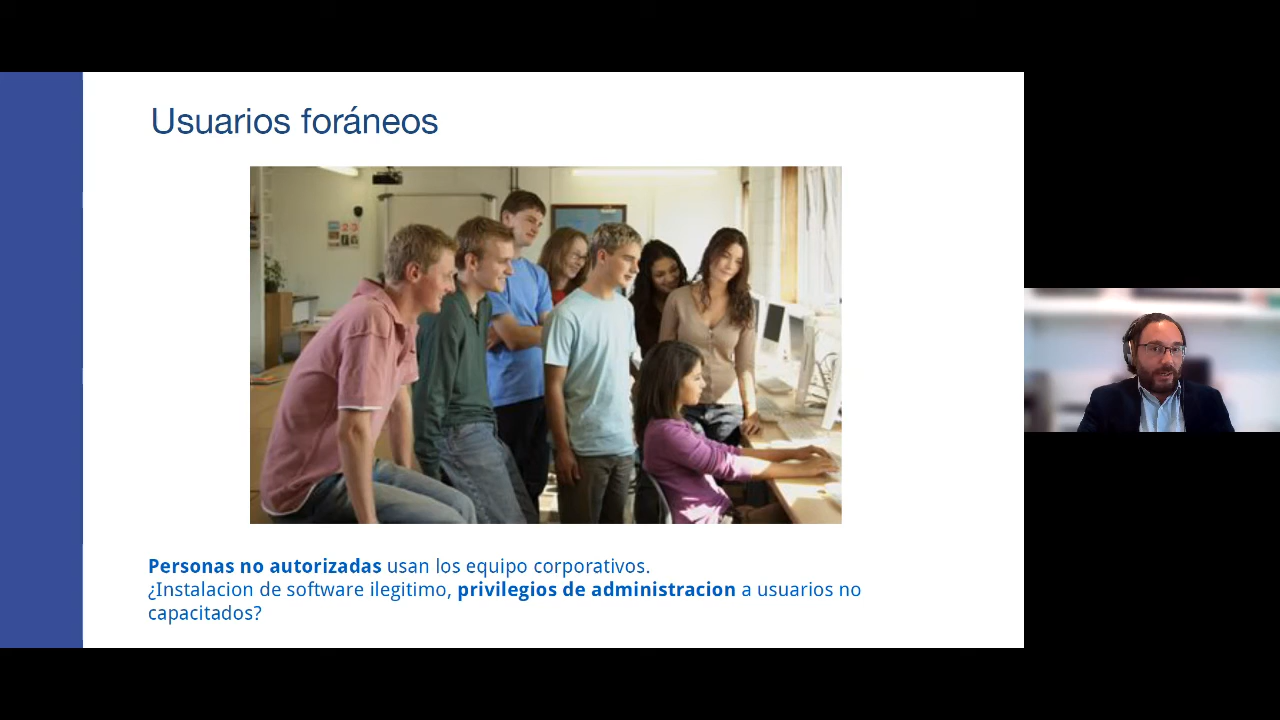 Usuarios foráneos
Personas no autorizadas usan los equipo corporativos.
¿Instalacion de software ilegitimo, privilegios de administracion a usuarios no
capacitados?